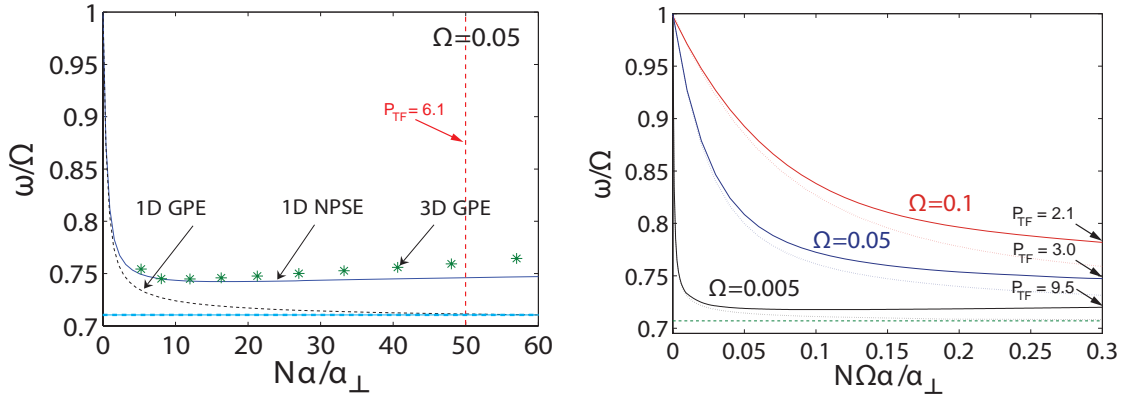 1
0.95
0.9
0.85
0.8
0.75
0.7
ω/Ω
Ω=0.05
P_TF = 6.1
1D GPE
1D NPSE
3D GPE
0 10 20 30 40 50 60
Nα/α⊥
1
0.95
0.9
0.85
0.8
0.75
0.7
ω/Ω
Ω=0.1
Ω=0.05
Ω=0.005
P_TF = 2.1
P_TF = 3.0
P_TF = 9.5
0 0.05 0.1 0.15 0.2 0.25 0.3
NΩα/α⊥